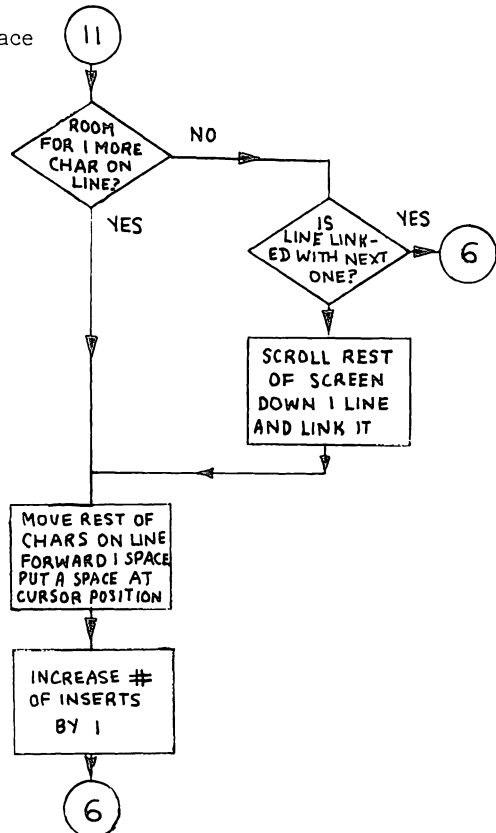 ace
11
ROOM
FOR 1 MORE
CHAR ON
LINE?
NO
YES
IS
LINE LINK-
ED WITH NEXT
ONE?
YES
6
SCROLL REST
OF SCREEN
DOWN 1 LINE
AND LINK IT
MOVE REST OF
CHARS ON LINE
FORWARD 1 SPACE
PUT A SPACE AT
CURSOR POSITION
INCREASE #
OF INSERTS
BY 1
6